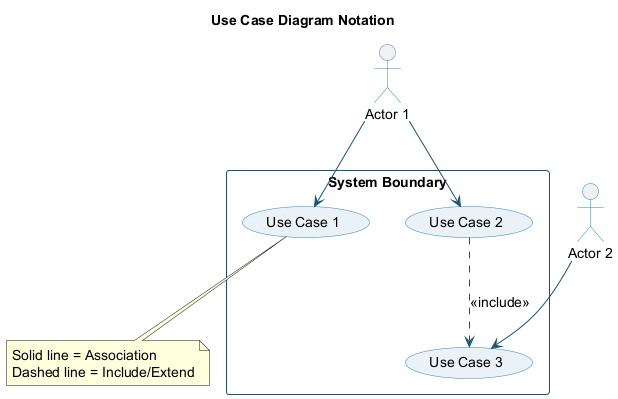 Use Case Diagram Notation
Actor 1
System Boundary
Use Case 1
Use Case 2
Actor 2
«include»
Solid line = Association
Dashed line = Include/Extend
Use Case 3